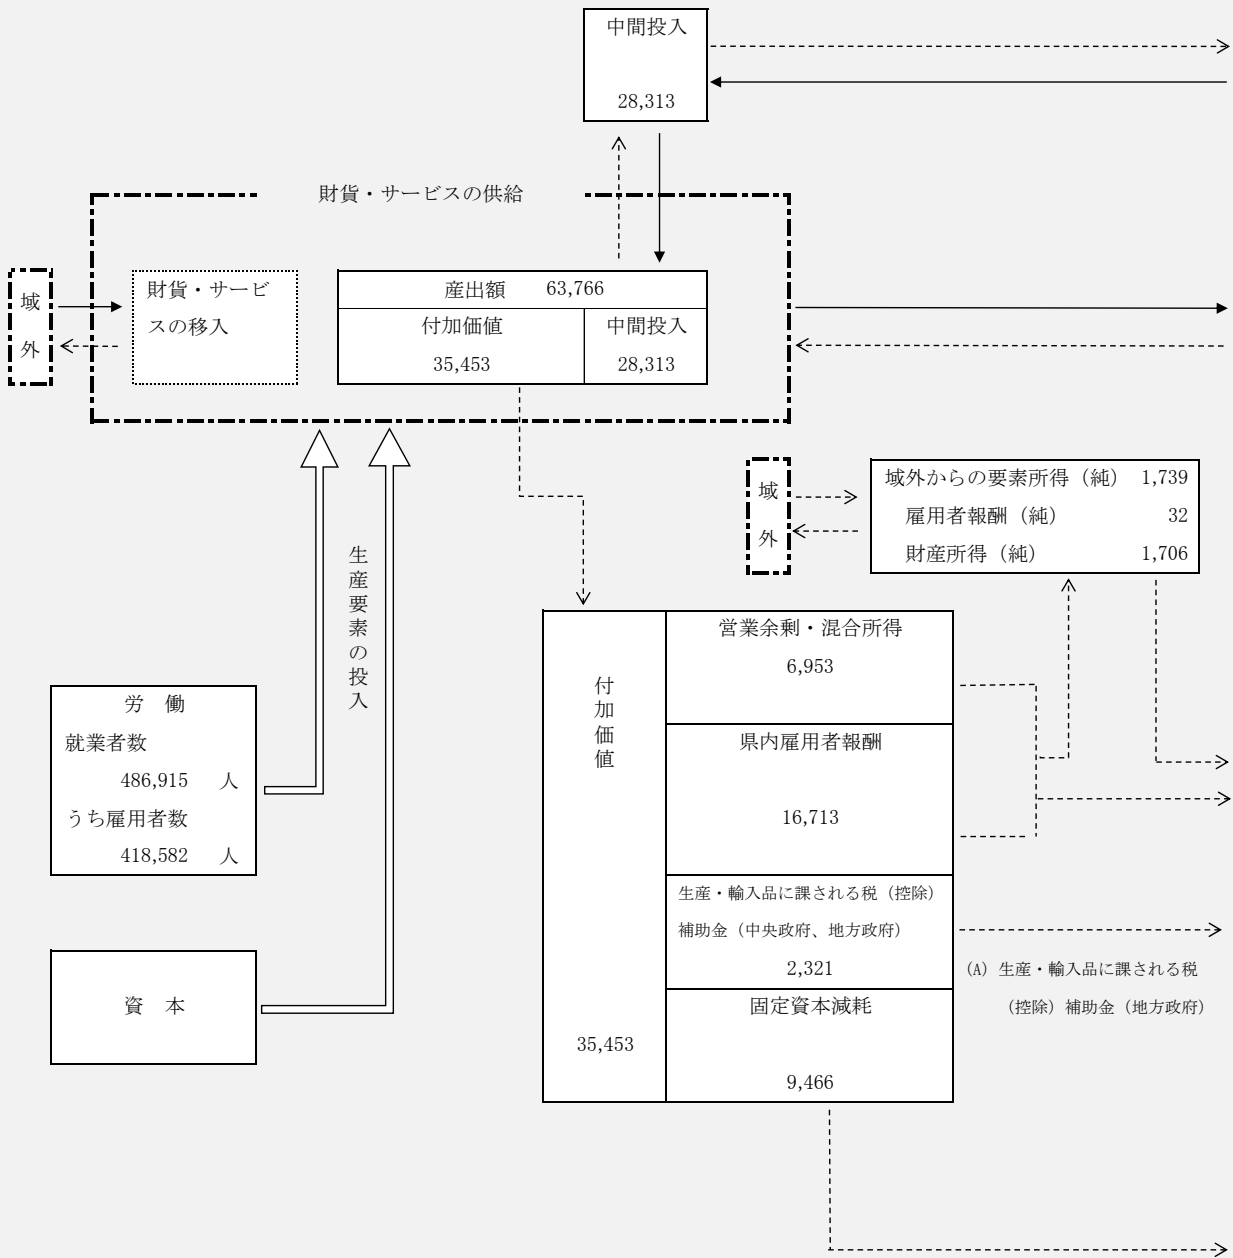 中間投入
28,313
財貨・サービスの供給
域外
財貨・サービ
スの移入
産出額 63,766
付加価値
35,453
中間投入
28,313
域外
域外からの要素所得（純） 1,739
雇用者報酬（純） 32
財産所得（純） 1,706
生産要素の投入
労 働
就業者数
486,915 人
うち雇用者数
418,582 人
資 本
付加価値
35,453
営業余剰・混合所得
6,953
県内雇用者報酬
16,713
生産・輸入品に課される税（控除）
補助金（中央政府、地方政府）
2,321
固定資本減耗
9,466
（A）生産・輸入品に課される税
（控除）補助金（地方政府）